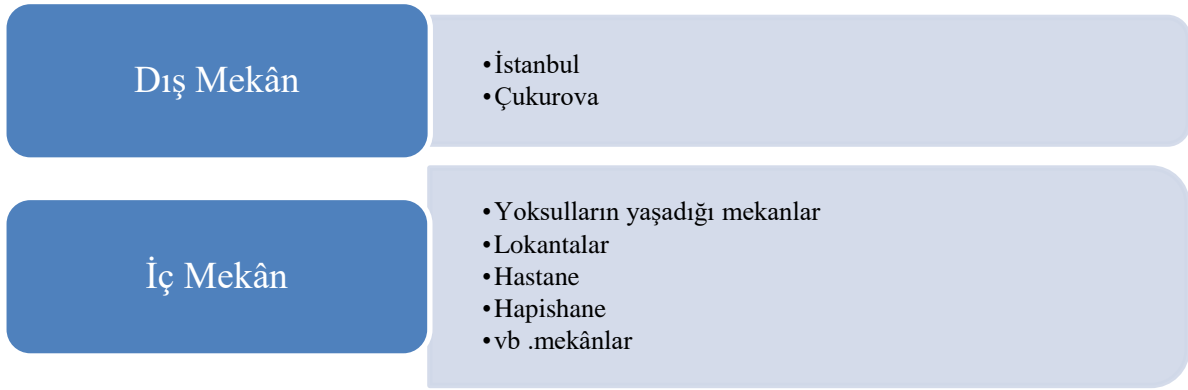 Dış Mekân
•İstanbul
•Çukurova
İç Mekân
•Yoksulların yaşadığı mekanlar
•Lokantalar
•Hastane
•Hapishane
•vb .mekânlar